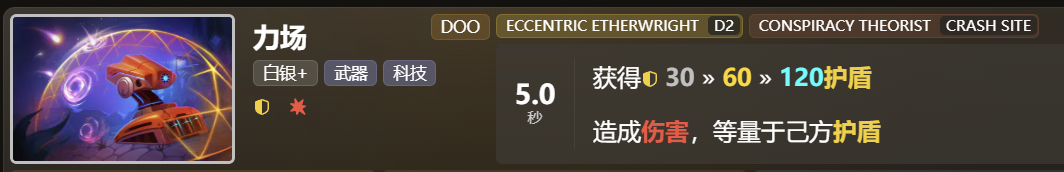 力场
DOO
ECCENTRIC ETHERWRIGHT D2
CONSPIRACY THEORIST CRASH SITE
白银+ 武器 科技
5.0
秒
获得 30 » 60 » 120护盾
造成伤害，等量于己方护盾